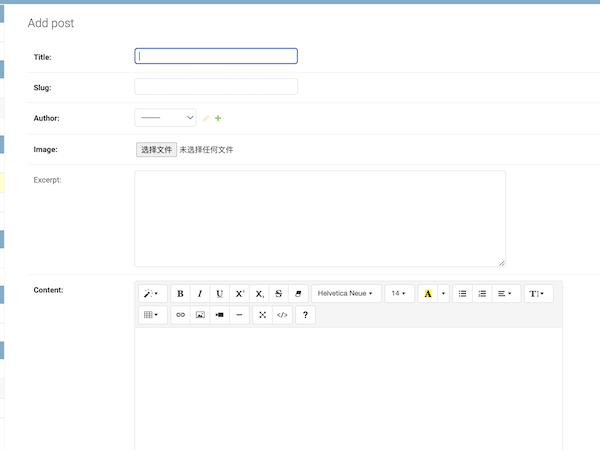 Add post
Title:
Slug:
Author:
Image: 选择文件 未选择任何文件
Excerpt:
Content:
B I U X² X₂ S Helvetica Neue 14 A T
</> ?